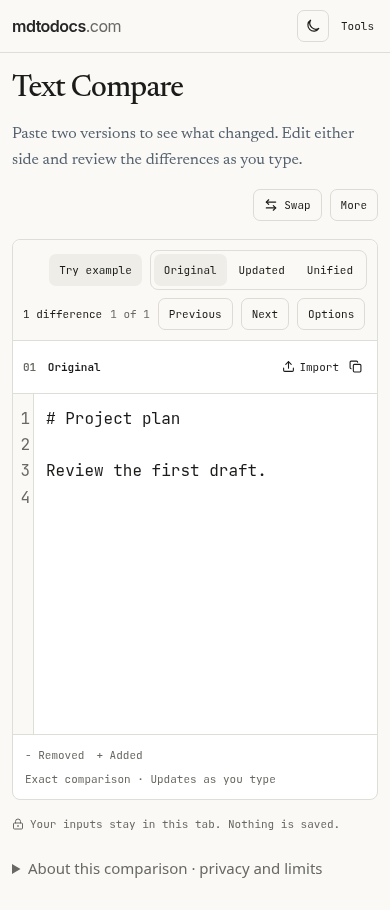 mdtodocs.com
Tools
Text Compare
Paste two versions to see what changed. Edit either
side and review the differences as you type.
Swap
More
Try example
Original
Updated
Unified
1 difference 1 of 1
Previous
Next
Options
01 Original
Import
1 # Project plan
2
3 Review the first draft.
4
- Removed + Added
Exact comparison · Updates as you type
Your inputs stay in this tab. Nothing is saved.
About this comparison · privacy and limits